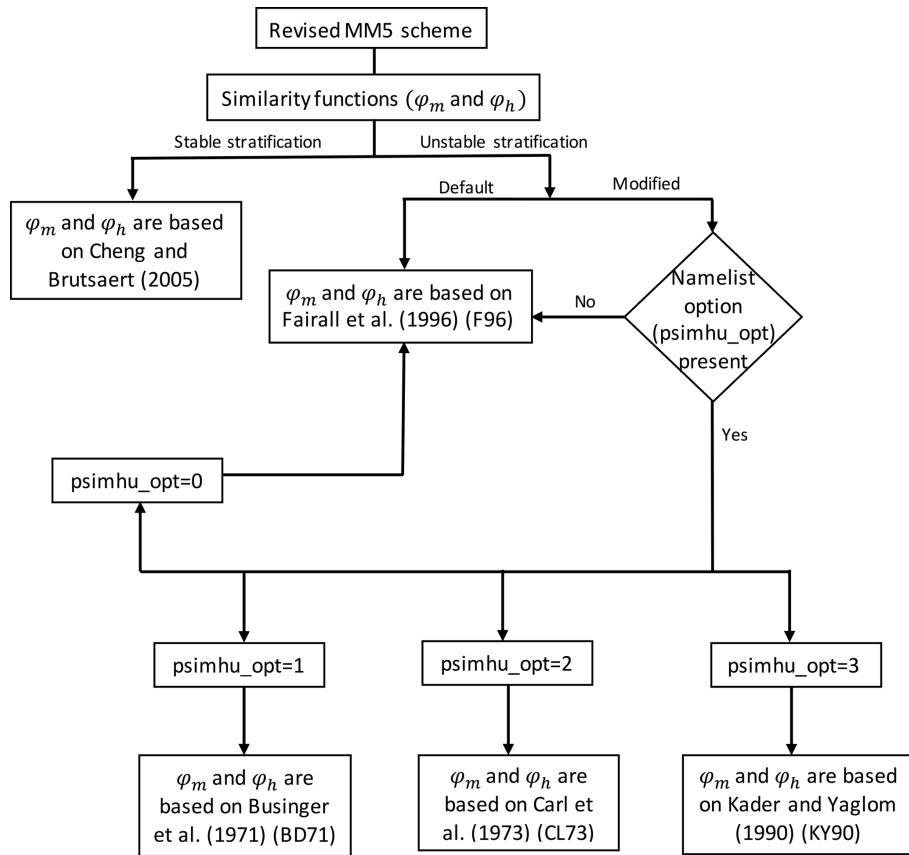 Revised MM5 scheme
Similarity functions (φₘ and φₕ)
Stable stratification
Unstable stratification
Default
Modified
φₘ and φₕ are based
on Cheng and
Brutsaert (2005)
φₘ and φₕ are based on
Fairall et al. (1996) (F96)
No
Namelist
option
(psimhu_opt)
present
Yes
psimhu_opt=0
psimhu_opt=1
psimhu_opt=2
psimhu_opt=3
φₘ and φₕ are
based on Businger
et al. (1971) (BD71)
φₘ and φₕ are
based on Carl et
al. (1973) (CL73)
φₘ and φₕ are based
on Kader and Yaglom
(1990) (KY90)